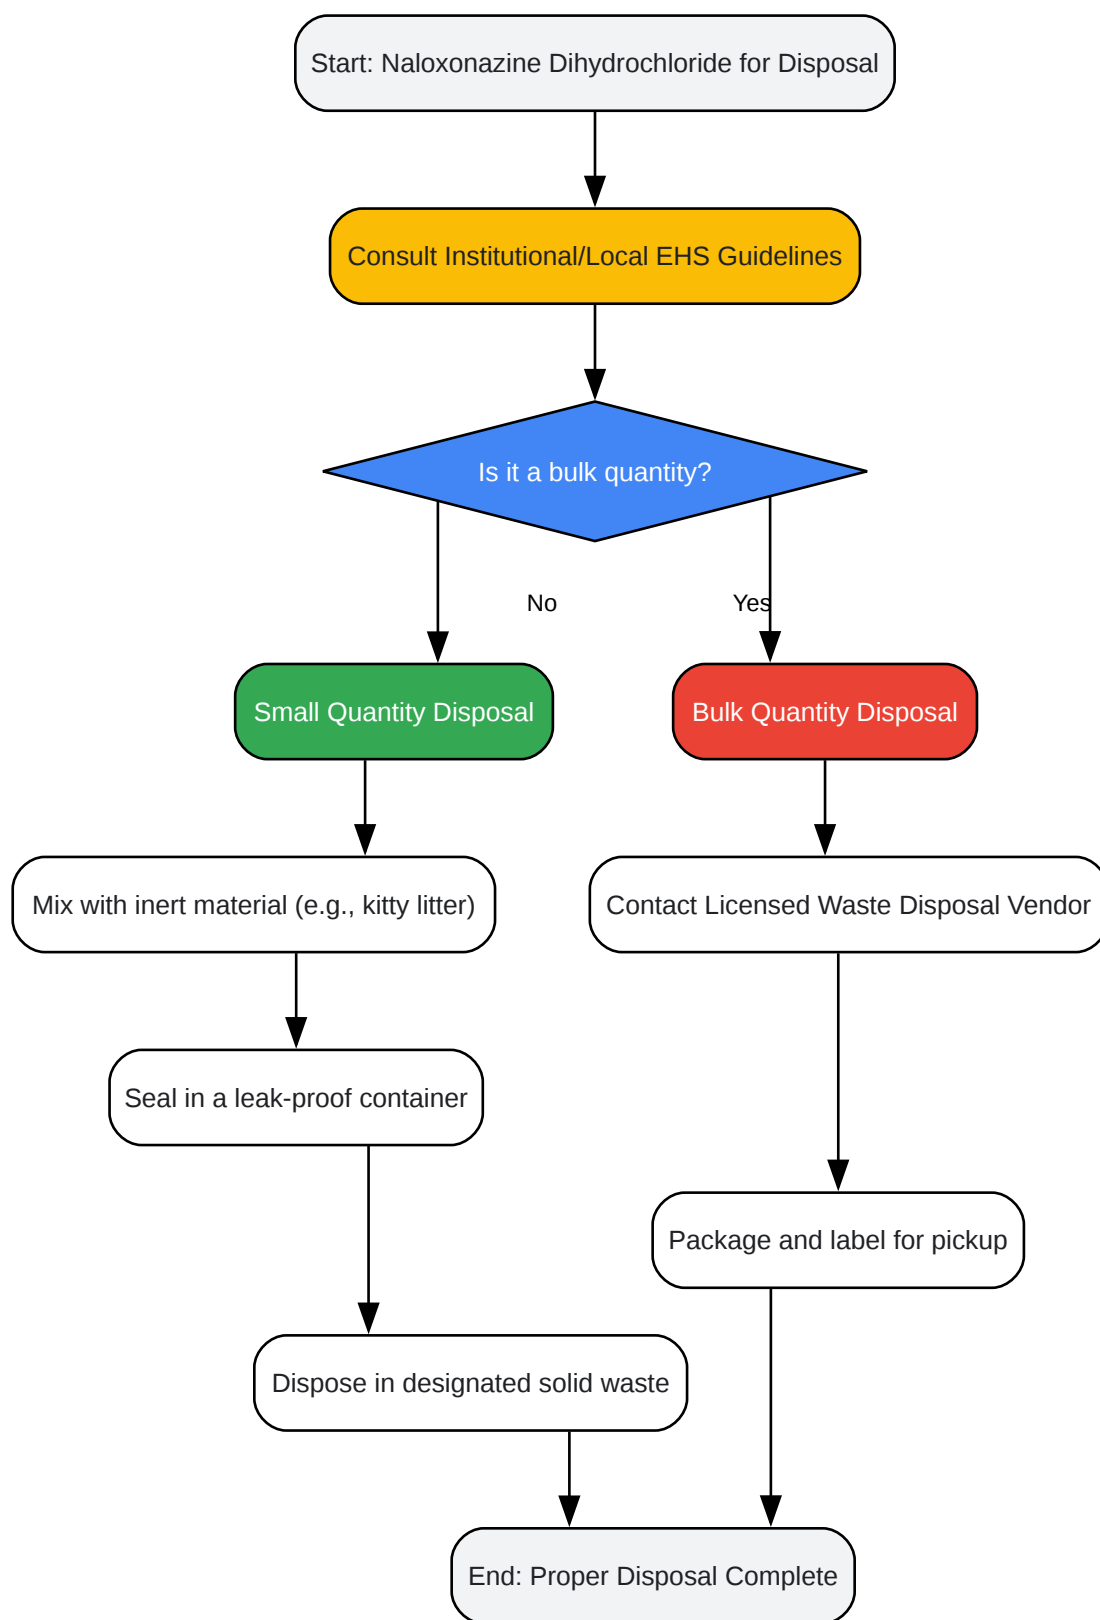 Start: Naloxonazine Dihydrochloride for Disposal
Consult Institutional/Local EHS Guidelines
Is it a bulk quantity?
No
Yes
Small Quantity Disposal
Bulk Quantity Disposal
Mix with inert material (e.g., kitty litter)
Contact Licensed Waste Disposal Vendor
Seal in a leak-proof container
Package and label for pickup
Dispose in designated solid waste
End: Proper Disposal Complete